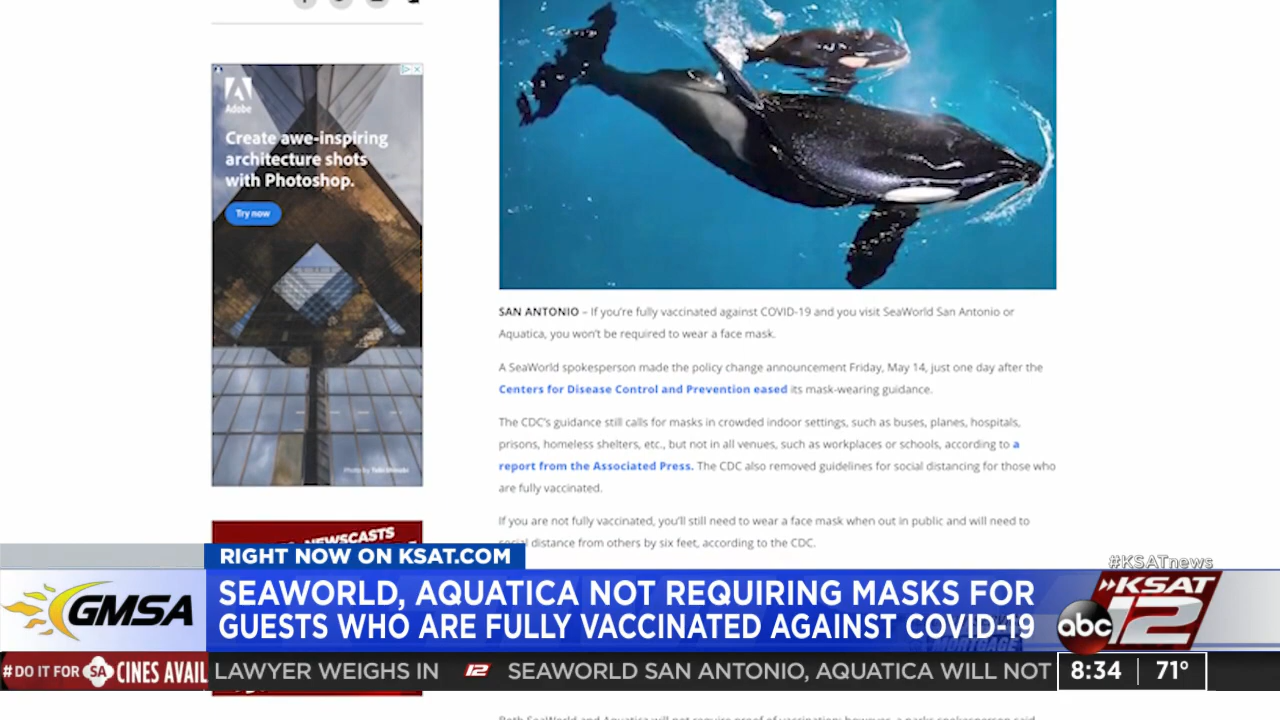 Adobe
Create awe-inspiring
architecture shots
with Photoshop.
Try now
SAN ANTONIO – If you're fully vaccinated against COVID-19 and you visit SeaWorld San Antonio or
Aquatica, you won't be required to wear a face mask.
A SeaWorld spokesperson made the policy change announcement Friday, May 14, just one day after the
Centers for Disease Control and Prevention eased its mask-wearing guidance.
The CDC's guidance still calls for masks in crowded indoor settings, such as buses, planes, hospitals,
prisons, homeless shelters, etc., but not in all venues, such as workplaces or schools, according to a
report from the Associated Press. The CDC also removed guidelines for social distancing for those who
are fully vaccinated.
If you are not fully vaccinated, you'll still need to wear a face mask when out in public and will need to
social distance from others by six feet, according to the CDC.
Photo by
NEWSCASTS
RIGHT NOW ON KSAT.COM
#KSATnews
GMSA
SEAWORLD, AQUATICA NOT REQUIRING MASKS FOR
GUESTS WHO ARE FULLY VACCINATED AGAINST COVID-19
abc
KSAT
12
MORTGAGE
#DO IT FOR SA
CINES AVAIL
LAWYER WEIGHS IN 12 SEAWORLD SAN ANTONIO, AQUATICA WILL NOT
8:34 71°